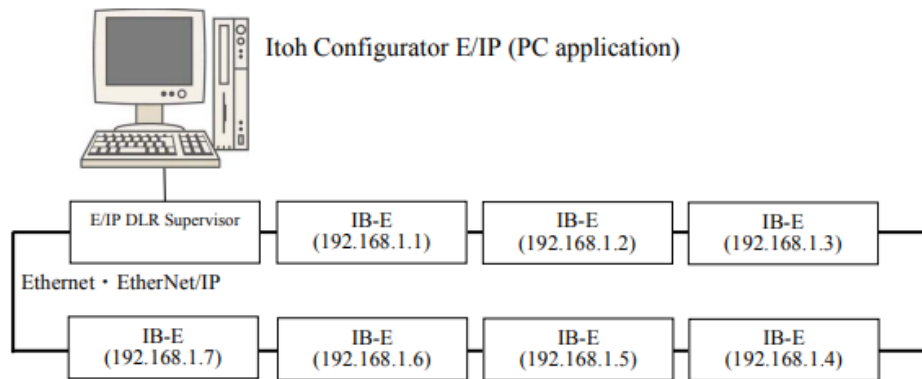 Itoh Configurator E/IP (PC application)
E/IP DLR Supervisor
IB-E
(192.168.1.1)
IB-E
(192.168.1.2)
IB-E
(192.168.1.3)
Ethernet・EtherNet/IP
IB-E
(192.168.1.7)
IB-E
(192.168.1.6)
IB-E
(192.168.1.5)
IB-E
(192.168.1.4)